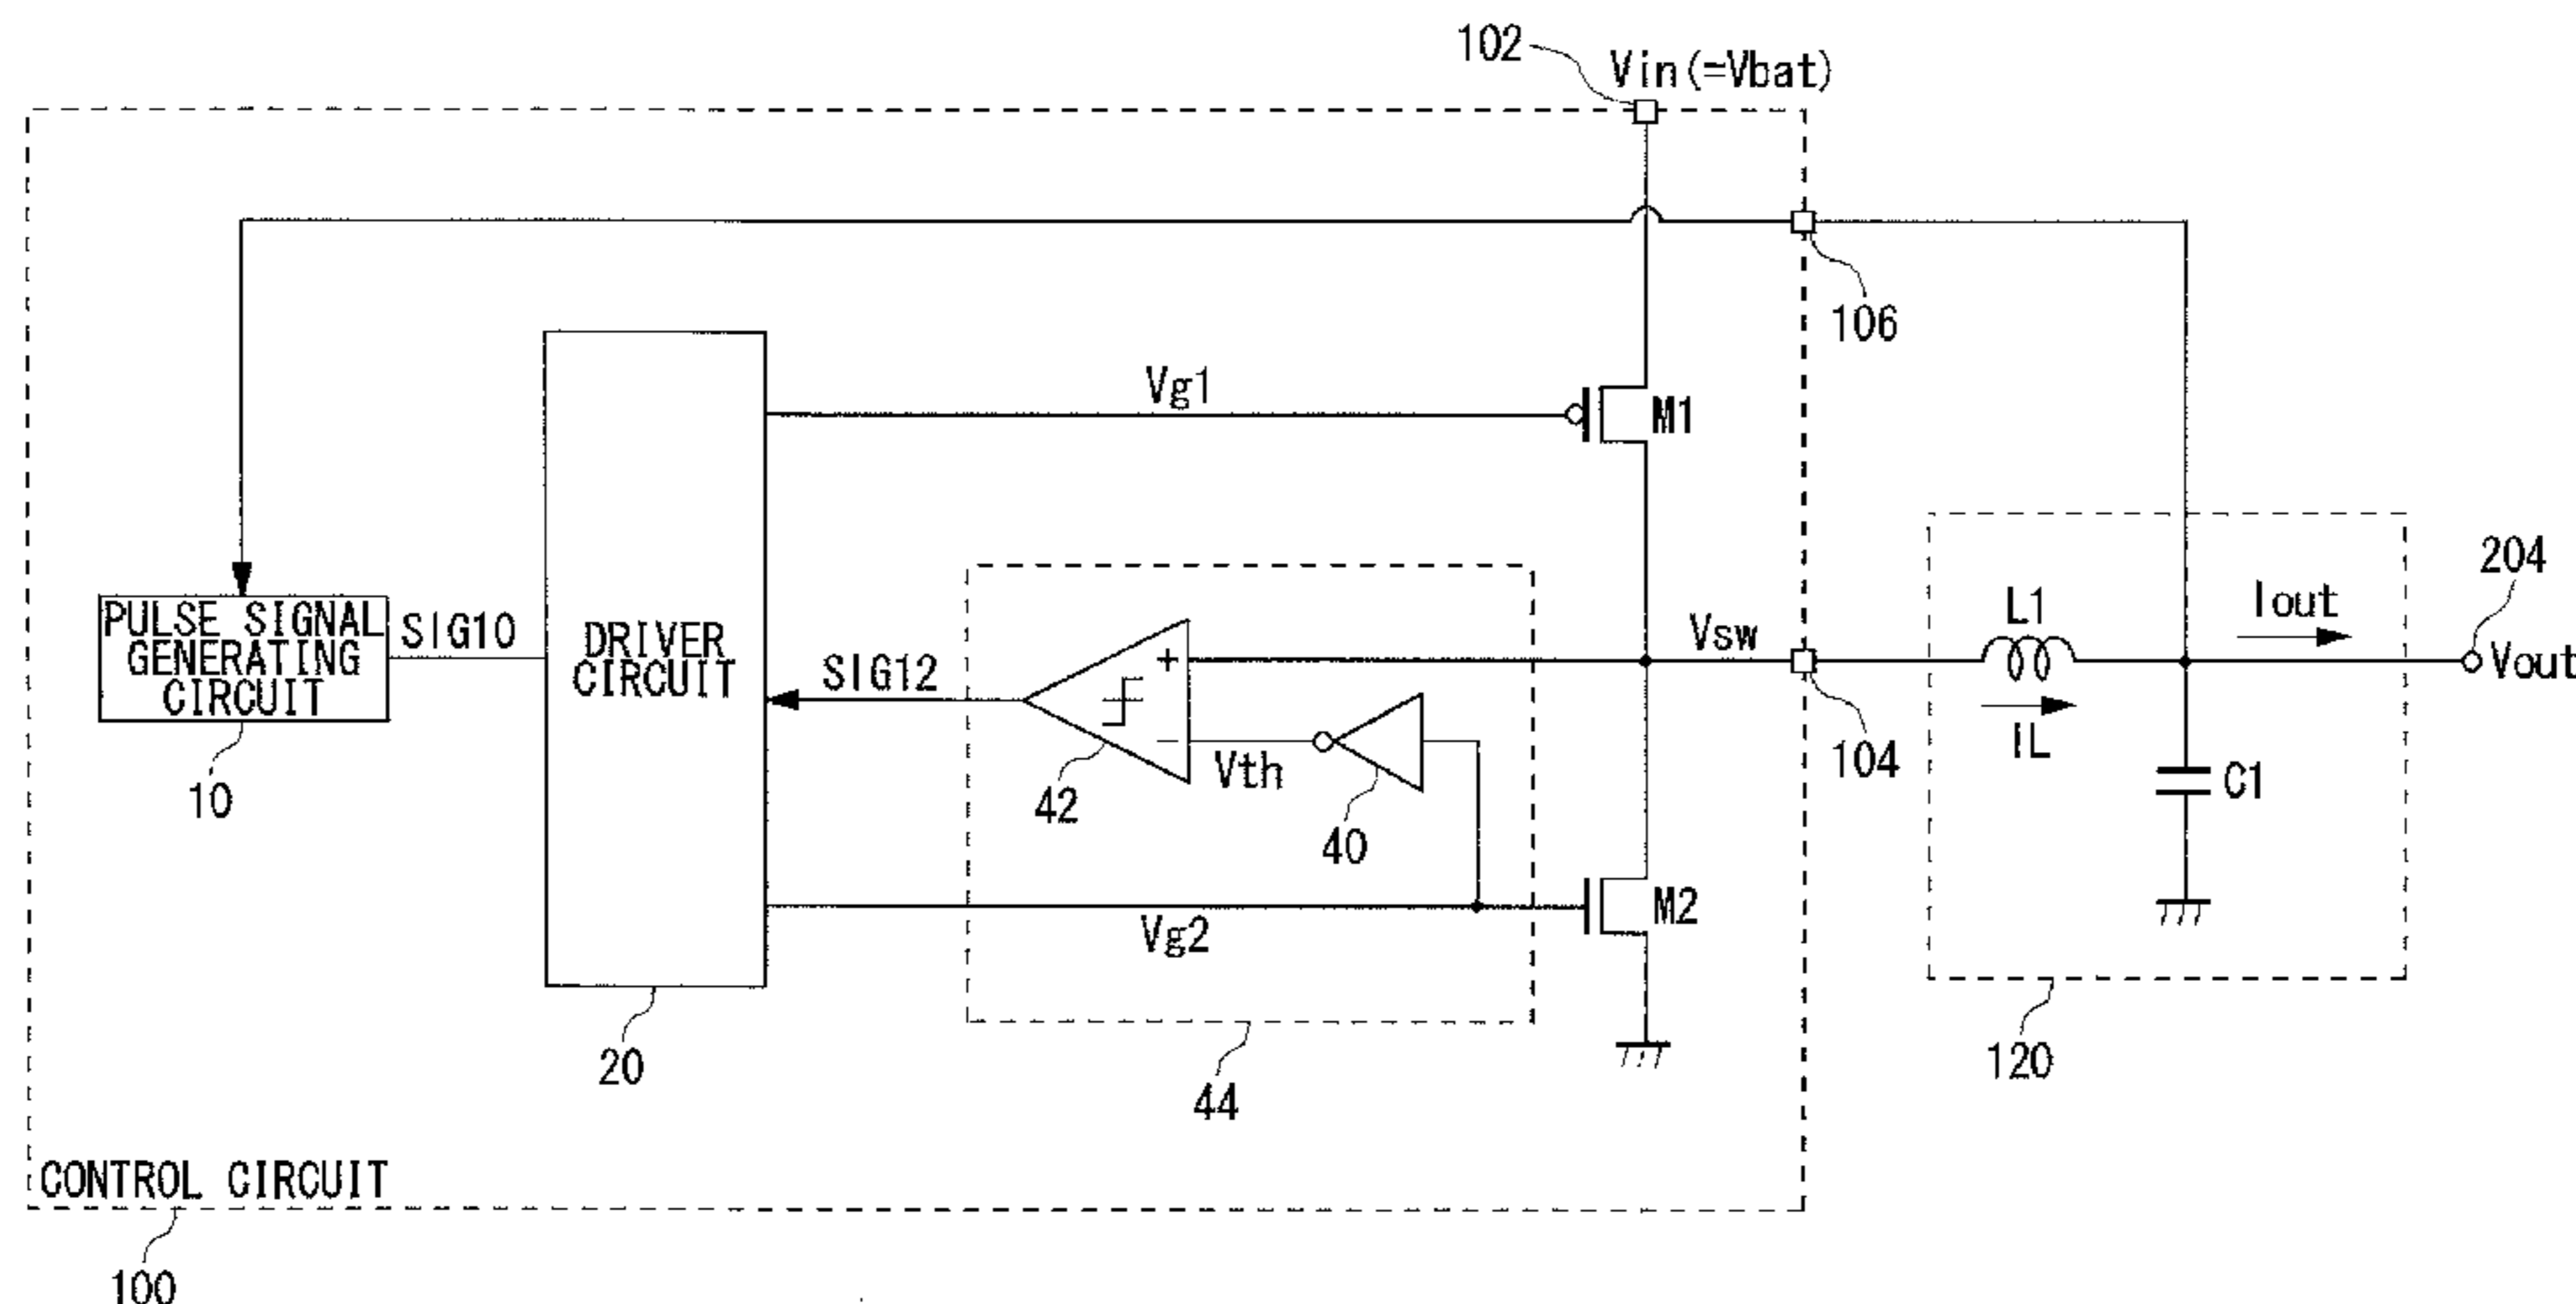 102
Vin(=Vbat)
106
Vg1
M1
204
L1
Iout
PULSE SIGNAL
GENERATING
CIRCUIT
SIG10
DRIVER
CIRCUIT
SIG12
+
Vsw
Vout
−
Vth
IL
104
10
42
40
C1
Vg2
M2
20
44
120
CONTROL CIRCUIT
100